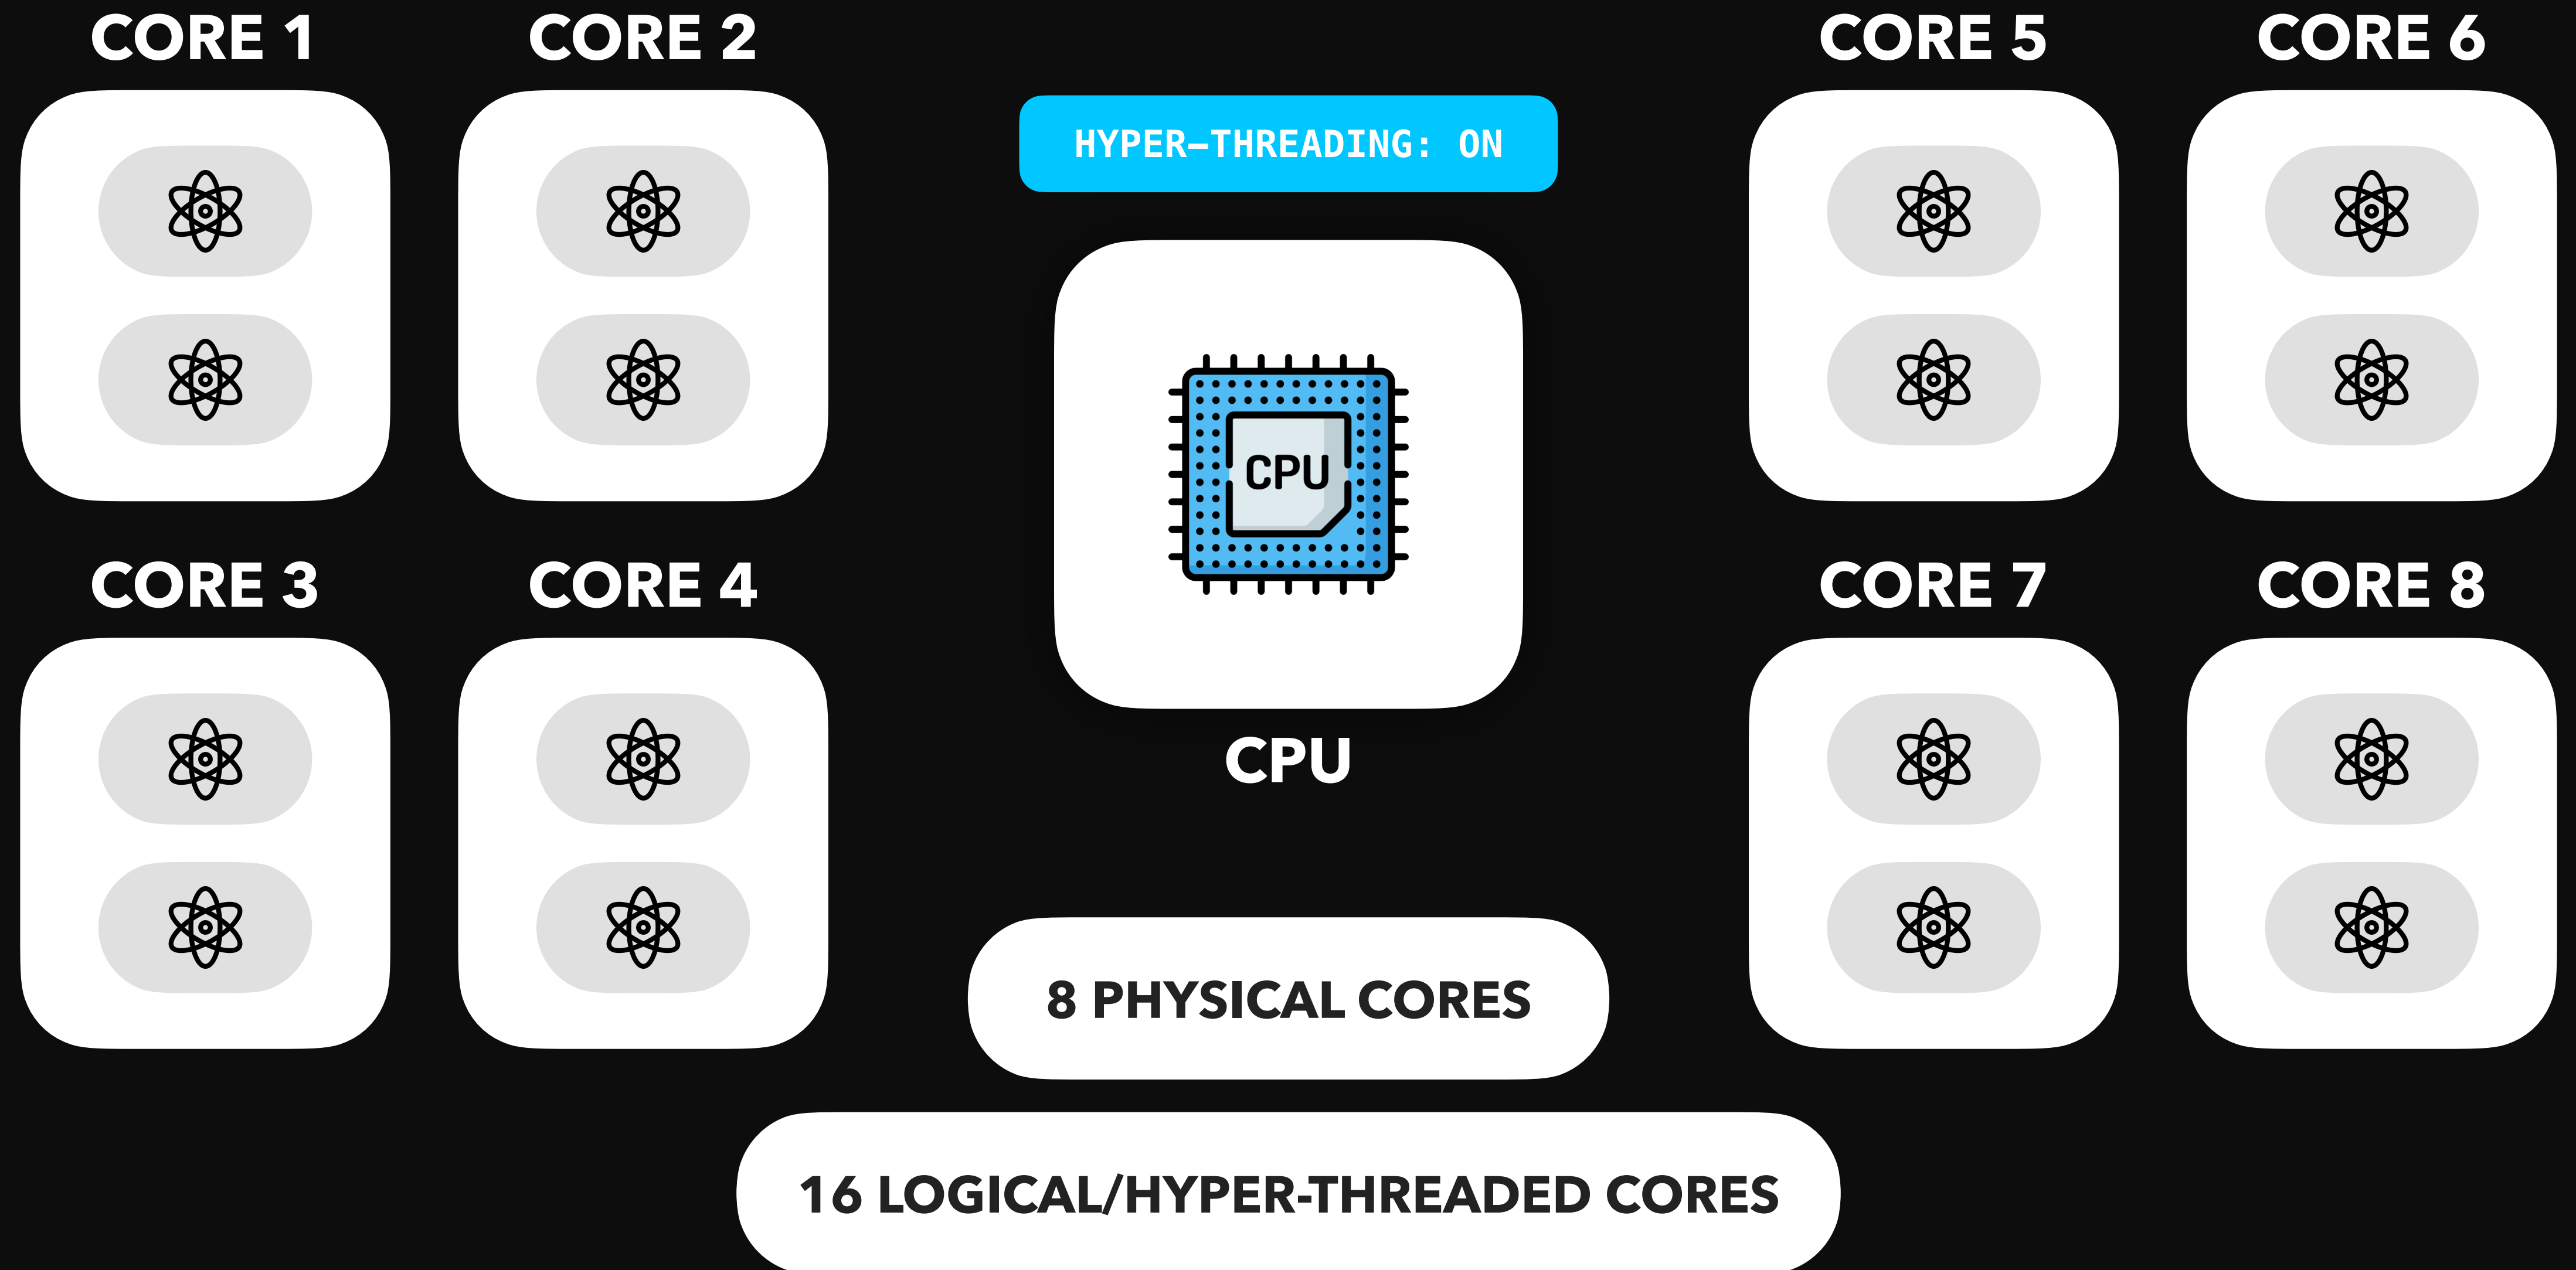 CORE 1
CORE 2
CORE 5
CORE 6
HYPER-THREADING: ON
CPU
CORE 3
CORE 4
CORE 7
CORE 8
CPU
8 PHYSICAL CORES
16 LOGICAL/HYPER-THREADED CORES